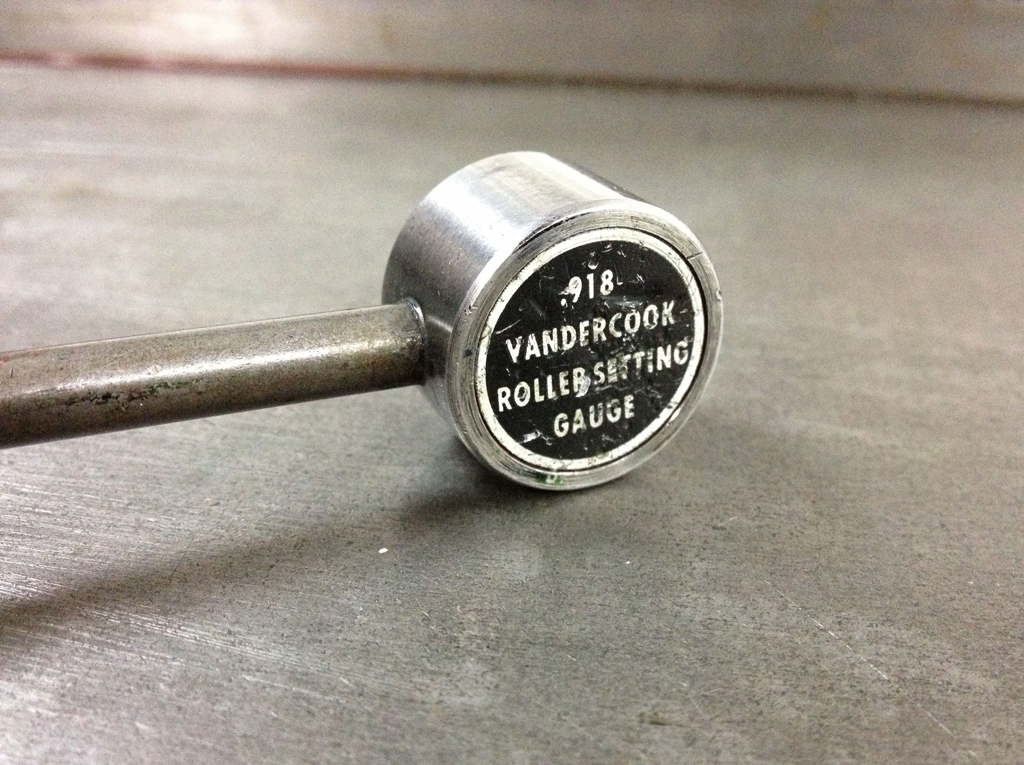 .918
VANDERCOOK
ROLLER SETTING
GAUGE